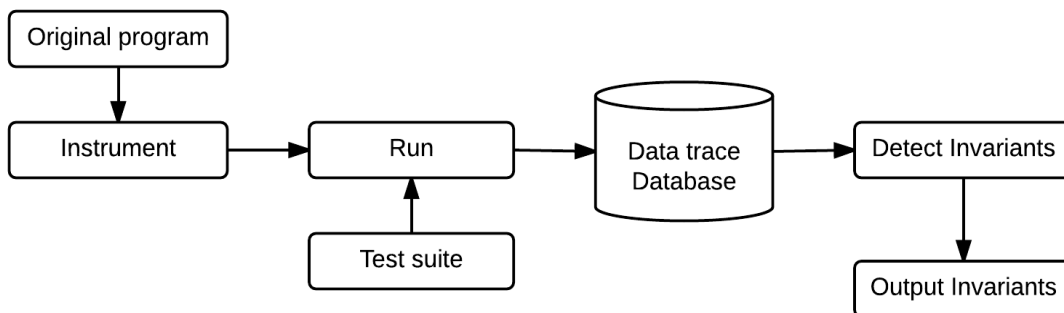 Original program
Instrument
Run
Test suite
Data trace
Database
Detect Invariants
Output Invariants